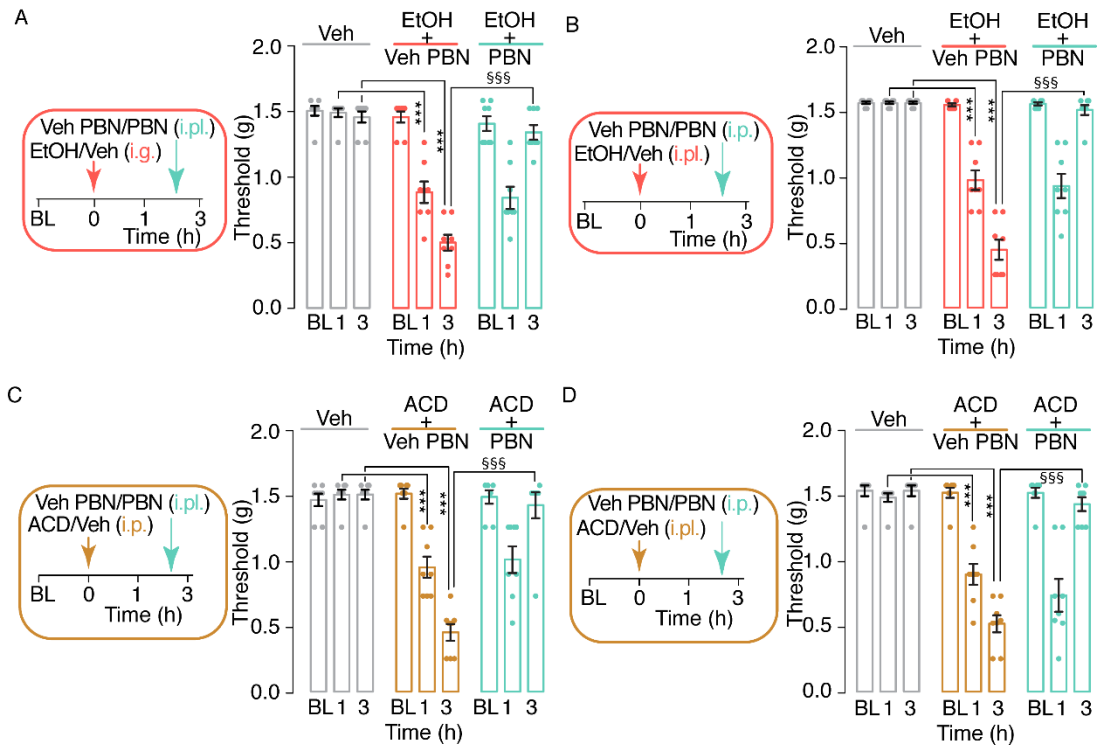 A
Veh PBN/PBN (i.pl.)
EtOH/Veh (i.g.)
BL 0 1 3
Time (h)
Veh
EtOH
+
Veh PBN
EtOH
+
PBN
Threshold (g)
2.0
1.5
1.0
0.5
0.0
***
***
§§§
BL 1 3 BL 1 3 BL 1 3
Time (h)
B
Veh PBN/PBN (i.p.)
EtOH/Veh (i.pl.)
BL 0 1 3
Time (h)
Veh
EtOH
+
Veh PBN
EtOH
+
PBN
Threshold (g)
2.0
1.5
1.0
0.5
0.0
***
***
§§§
BL 1 3 BL 1 3 BL 1 3
Time (h)
C
Veh PBN/PBN (i.pl.)
ACD/Veh (i.p.)
BL 0 1 3
Time (h)
Veh
ACD
+
Veh PBN
ACD
+
PBN
Threshold (g)
2.0
1.5
1.0
0.5
0.0
***
***
§§§
BL 1 3 BL 1 3 BL 1 3
Time (h)
D
Veh PBN/PBN (i.p.)
ACD/Veh (i.pl.)
BL 0 1 3
Time (h)
Veh
ACD
+
Veh PBN
ACD
+
PBN
Threshold (g)
2.0
1.5
1.0
0.5
0.0
***
***
§§§
BL 1 3 BL 1 3 BL 1 3
Time (h)